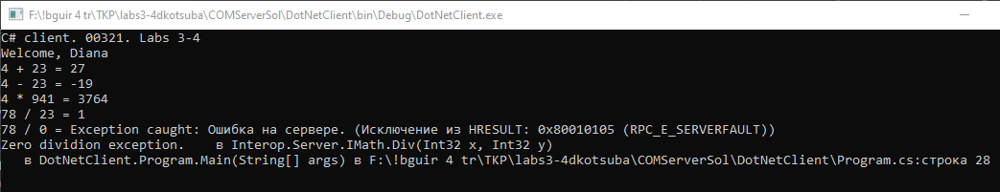 F:\!bguir 4 tr\TKP\labs3-4dkotsuba\COMServerSol\DotNetClient\bin\Debug\DotNetClient.exe
C# client. 00321. Labs 3-4
Welcome, Diana
4 + 23 = 27
4 - 23 = -19
4 * 941 = 3764
78 / 23 = 1
78 / 0 = Exception caught: Ошибка на сервере. (Исключение из HRESULT: 0x80010105 (RPC_E_SERVERFAULT))
Zero dividion exception.    в Interop.Server.IMath.Div(Int32 x, Int32 y)
   в DotNetClient.Program.Main(String[] args) в F:\!bguir 4 tr\TKP\labs3-4dkotsuba\COMServerSol\DotNetClient\Program.cs:строка 28